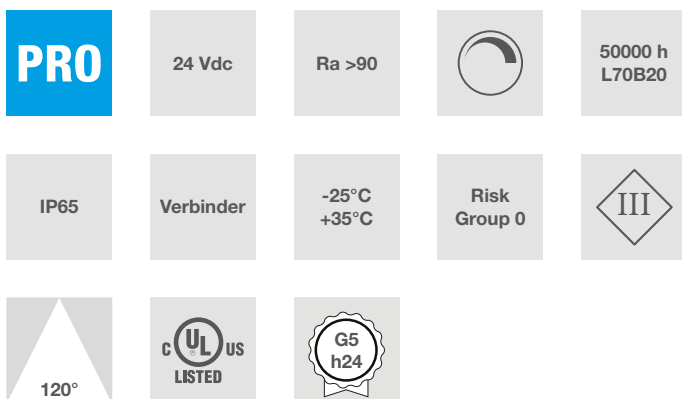 PRO
24 Vdc
Ra >90
50000 h
L70B20
IP65
Verbinder
-25°C
+35°C
Risk
Group 0
III
120°
C UL US
®
LISTED
G5
h24